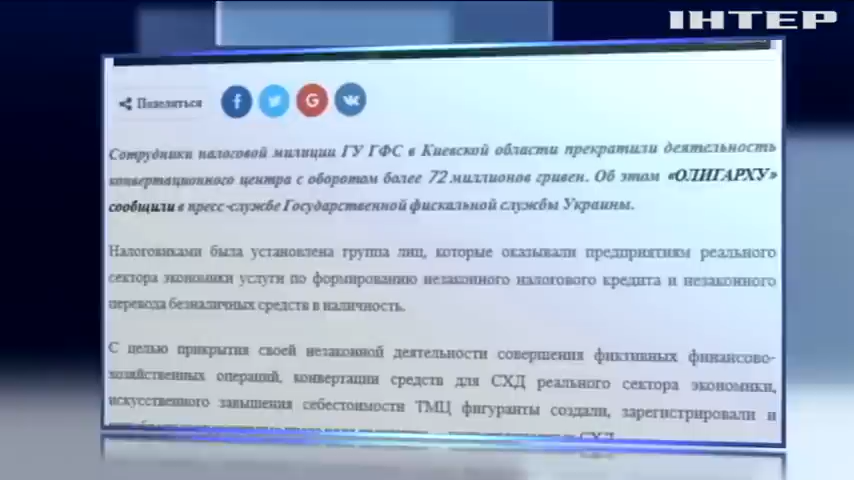 ІНТЕР
Поделиться
Сотрудники налоговой милиции ГУ ГФС в Киевской области прекратили деятельность
конвертационного центра с оборотом более 72 миллионов гривен. Об этом «ОЛИГАРХУ»
сообщили в пресс-службе Государственной фискальной службы Украины.
Налоговиками была установлена группа лиц, которые оказывали предприятиям реального
сектора экономики услуги по формированию незаконного налогового кредита и незаконного
перевода безналичных средств в наличность.
С целью прикрытия своей незаконной деятельности совершения фиктивных финансово-
хозяйственных операций, конвертации средств для СХД реального сектора экономики,
искусственного завышения себестоимости ТМЦ фигуранты создали, зарегистрировали и
СХД